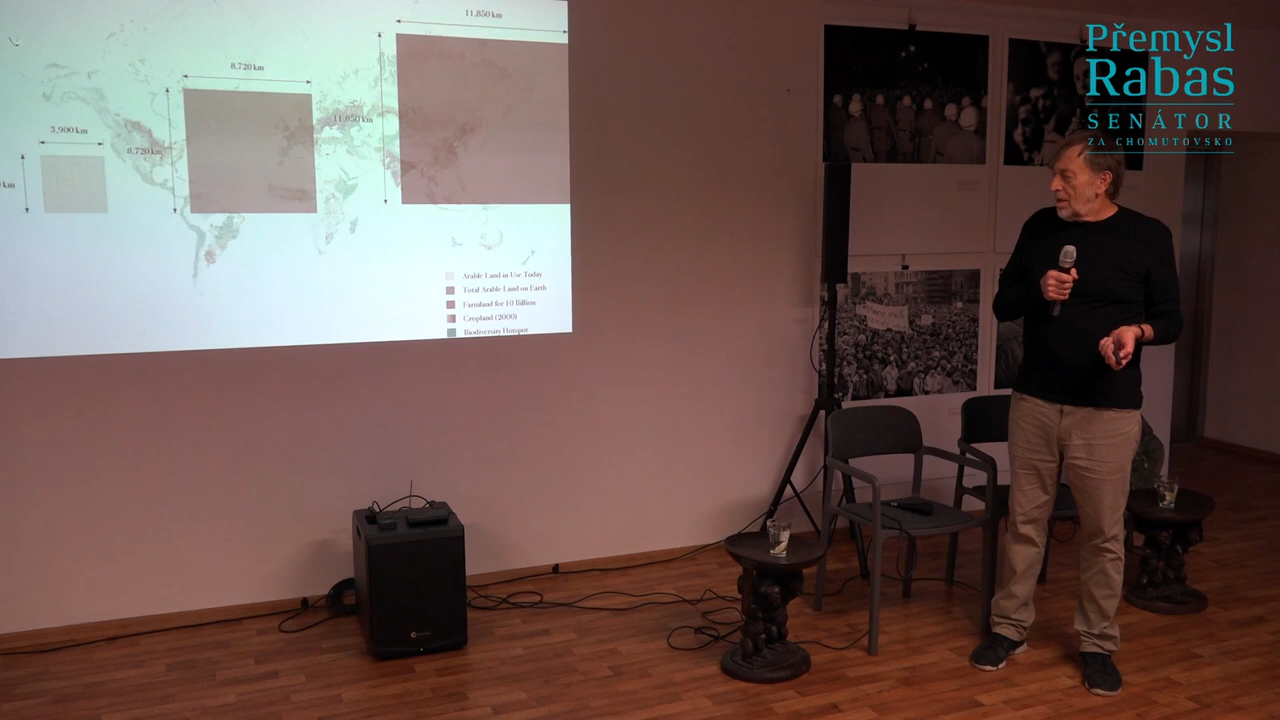 11,850 km
8,720 km
3,900 km
11,850 km
8,720 km
km
Arable Land in Use Today
Total Arable Land on Earth
Farmland for 10 Billion
Cropland (2000)
Biodiversity Hotspot
Přemysl
Rabas
SENÁTOR
ZA CHOMUTOVSKO